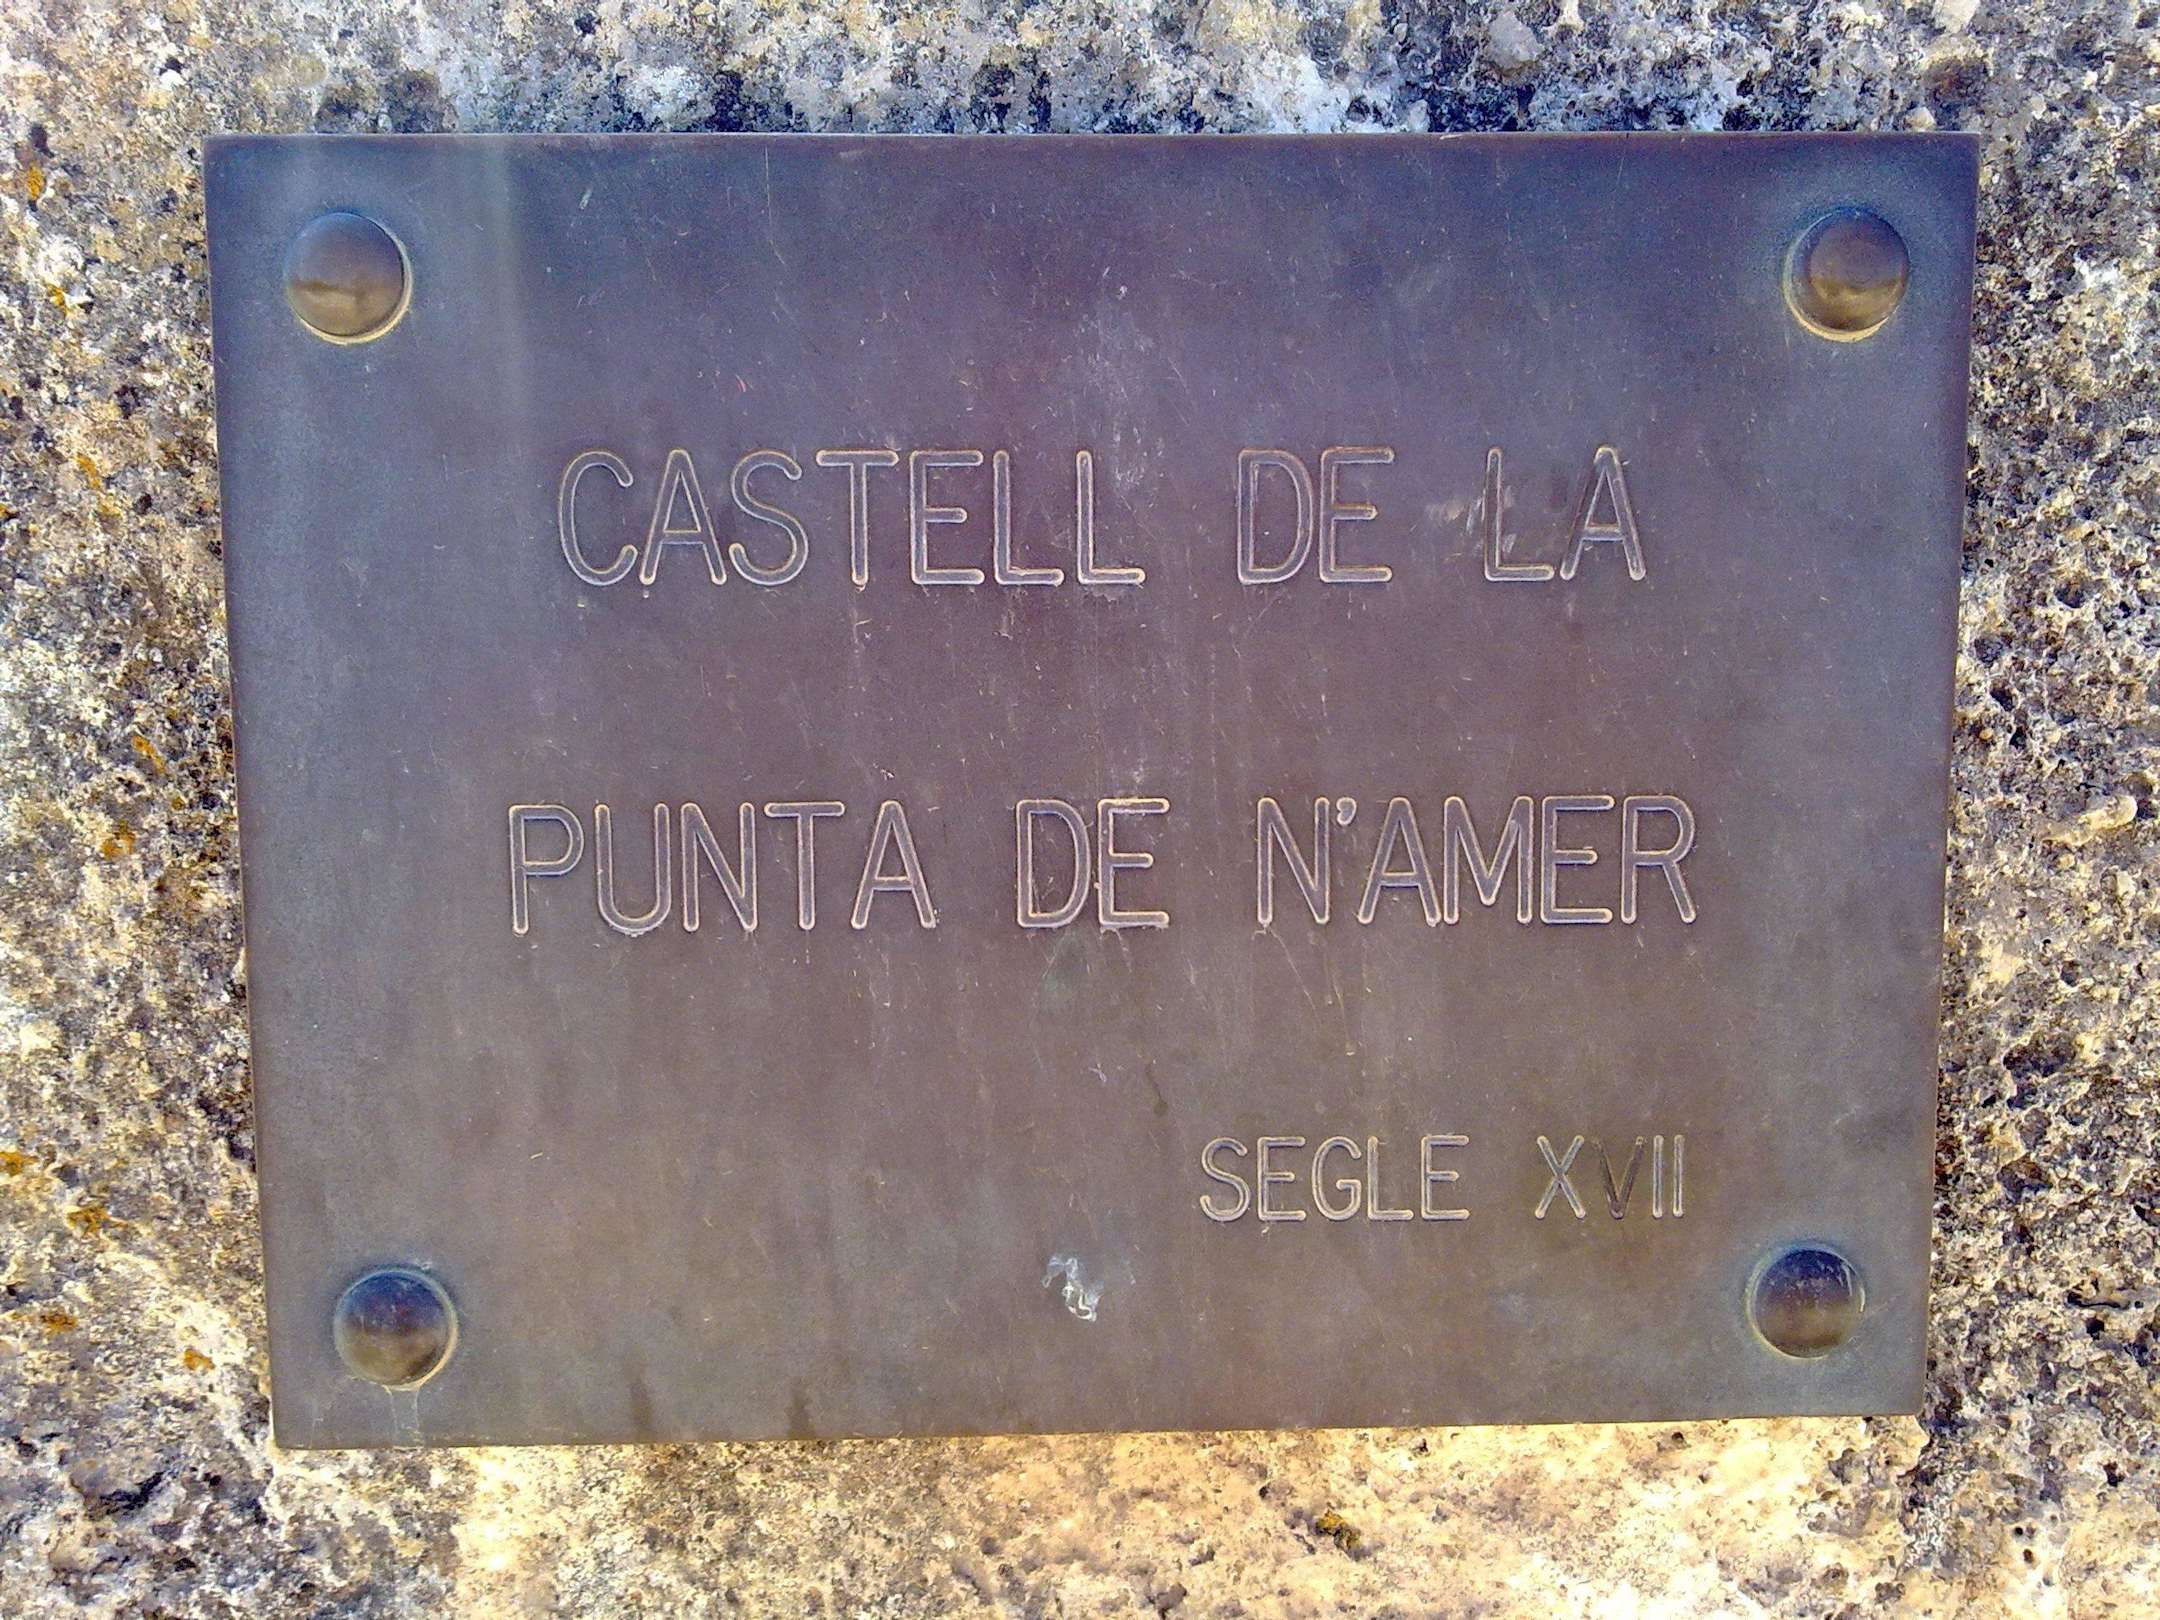 CASTELL DE LA
PUNTA DE N'AMER
SEGLE XVII